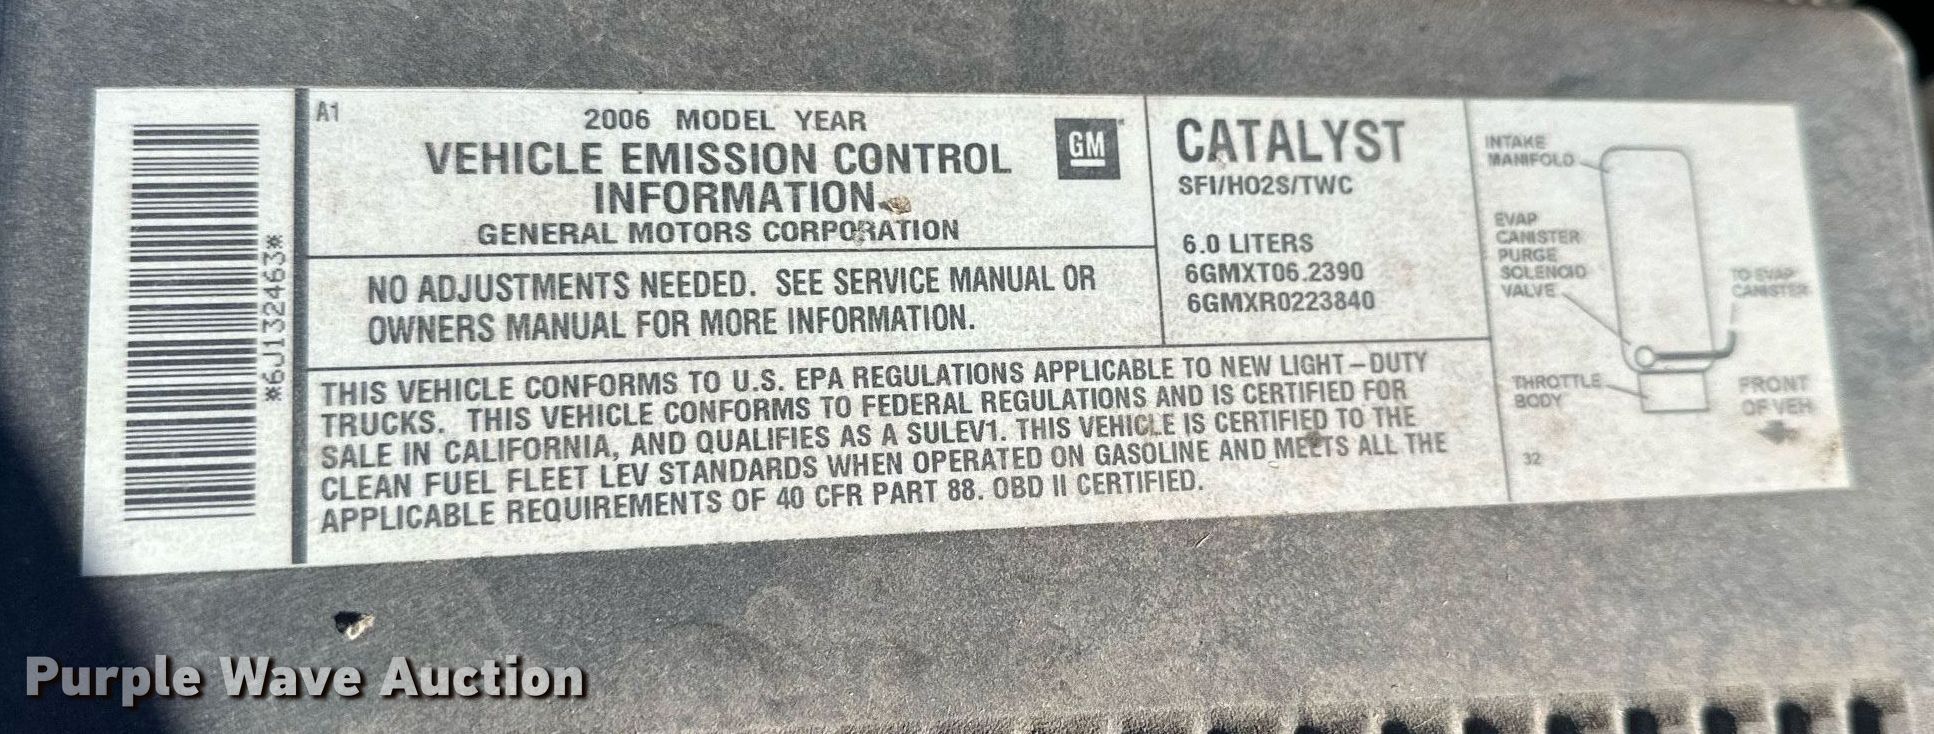 *6J132463*
A1
2006 MODEL YEAR
VEHICLE EMISSION CONTROL
INFORMATION
GENERAL MOTORS CORPORATION
GM
NO ADJUSTMENTS NEEDED. SEE SERVICE MANUAL OR
OWNERS MANUAL FOR MORE INFORMATION.
CATALYST
SFI/HO2S/TWC
6.0 LITERS
6GMXT06.2390
6GMXR0223840
THIS VEHICLE CONFORMS TO U.S. EPA REGULATIONS APPLICABLE TO NEW LIGHT-DUTY
TRUCKS. THIS VEHICLE CONFORMS TO FEDERAL REGULATIONS AND IS CERTIFIED FOR
SALE IN CALIFORNIA, AND QUALIFIES AS A SULEV1. THIS VEHICLE IS CERTIFIED TO THE
CLEAN FUEL FLEET LEV STANDARDS WHEN OPERATED ON GASOLINE AND MEETS ALL THE
APPLICABLE REQUIREMENTS OF 40 CFR PART 88. OBD II CERTIFIED.
INTAKE
MANIFOLD
EVAP
CANISTER
PURGE
SOLENOID
VALVE
TO EVAP
CANISTER
THROTTLE
BODY
FRONT
OF VEH
32
Purple Wave Auction